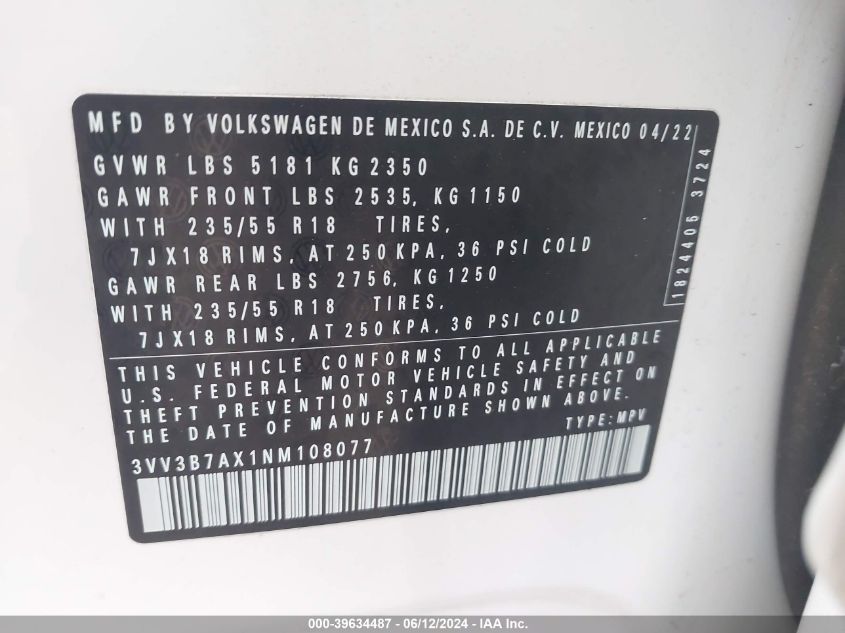 MFD BY VOLKSWAGEN DE MEXICO S.A. DE C.V. MEXICO 04/22
GVWR LBS 5181 KG 2350
GAWR FRONT LBS 2535, KG 1150
WITH 235/55 R18 TIRES,
7JX18 RIMS, AT 250 KPA, 36 PSI COLD
GAWR REAR LBS 2756, KG 1250
WITH 235/55 R18 TIRES,
7JX18 RIMS, AT 250 KPA, 36 PSI COLD
1824405 3724
THIS VEHICLE CONFORMS TO ALL APPLICABLE
U.S. FEDERAL MOTOR VEHICLE SAFETY AND
THEFT PREVENTION STANDARDS IN EFFECT ON
THE DATE OF MANUFACTURE SHOWN ABOVE.
TYPE: MPV
3VV3B7AX1NM108077
000-39634487 - 06/12/2024 - IAA Inc.